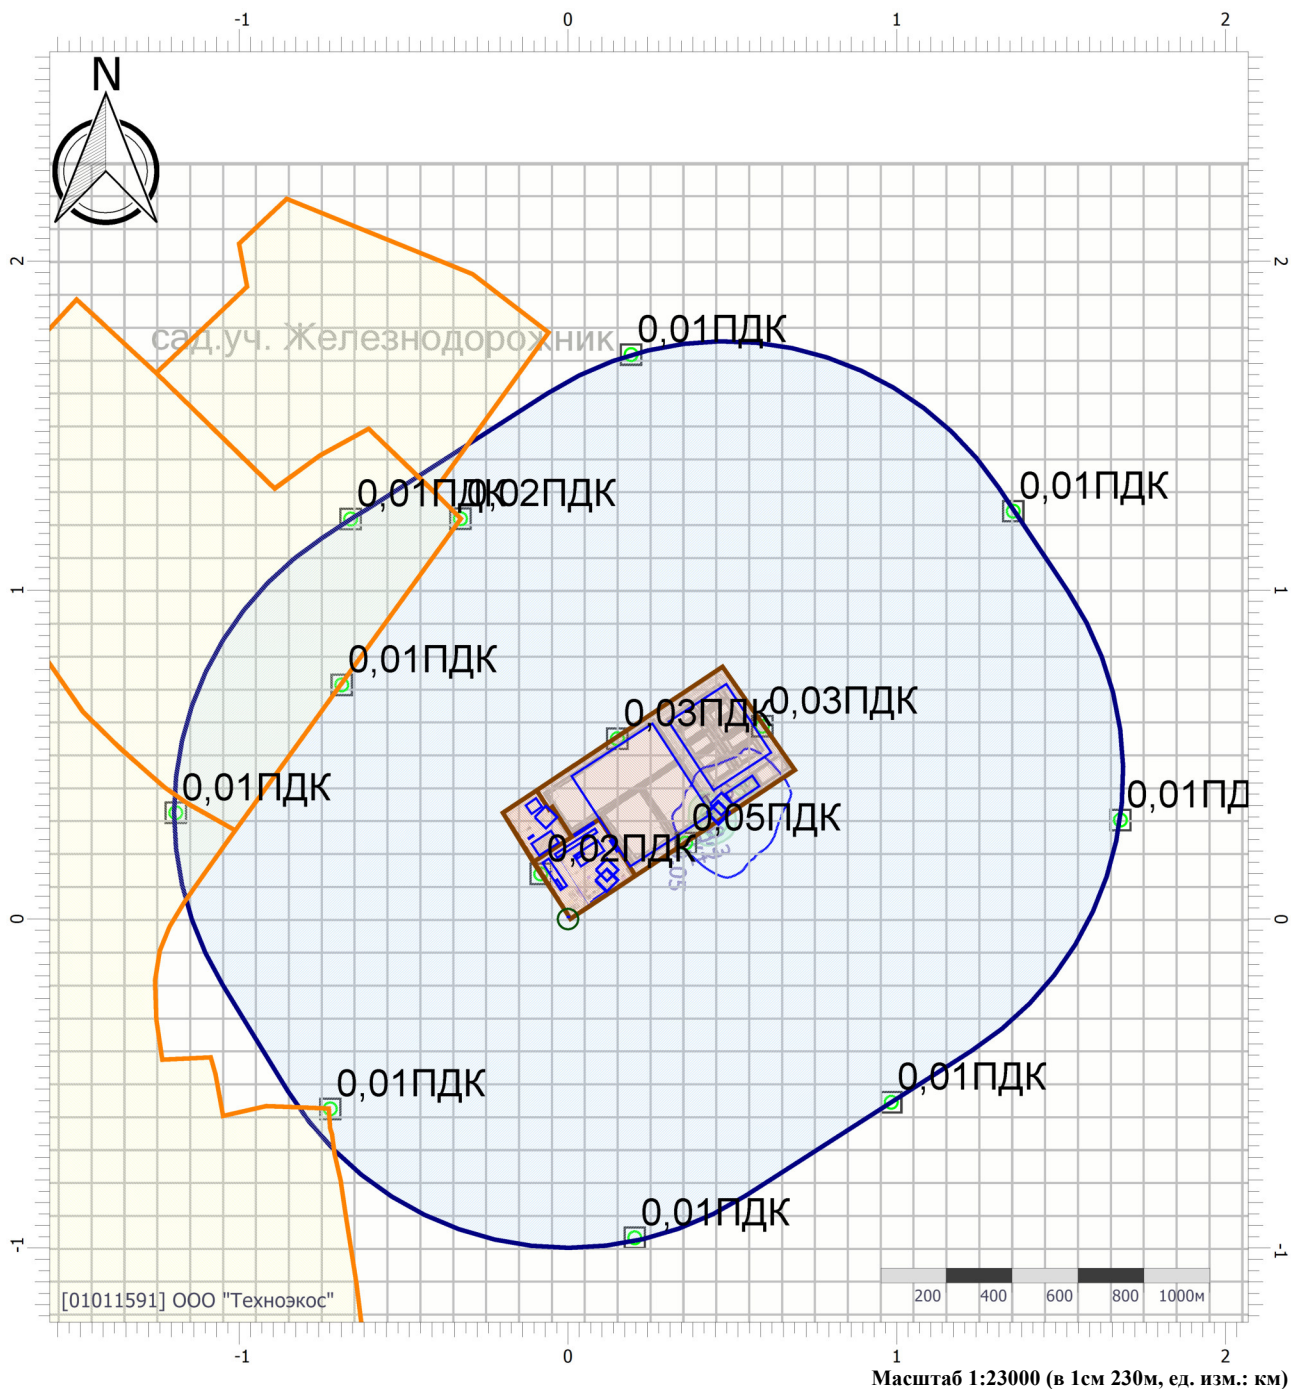 -1 0 1 2
N
2 2
сад.уч. Железнодорожник
0,01ПДК
0,01ПДК
0,01ПДК 0,02ПДК
1 1
0,01ПДК
0,03ПДК 0,03ПДК
0,01ПДК 0,01ПД
0,05ПДК
0,02ПДК
0,05
0 0
0,01ПДК 0,01ПДК
0,01ПДК
-1 -1
[01011591] ООО "Техноэкос"
200 400 600 800 1000м
-1 0 1 2
Масштаб 1:23000 (в 1см 230м, ед. изм.: км)